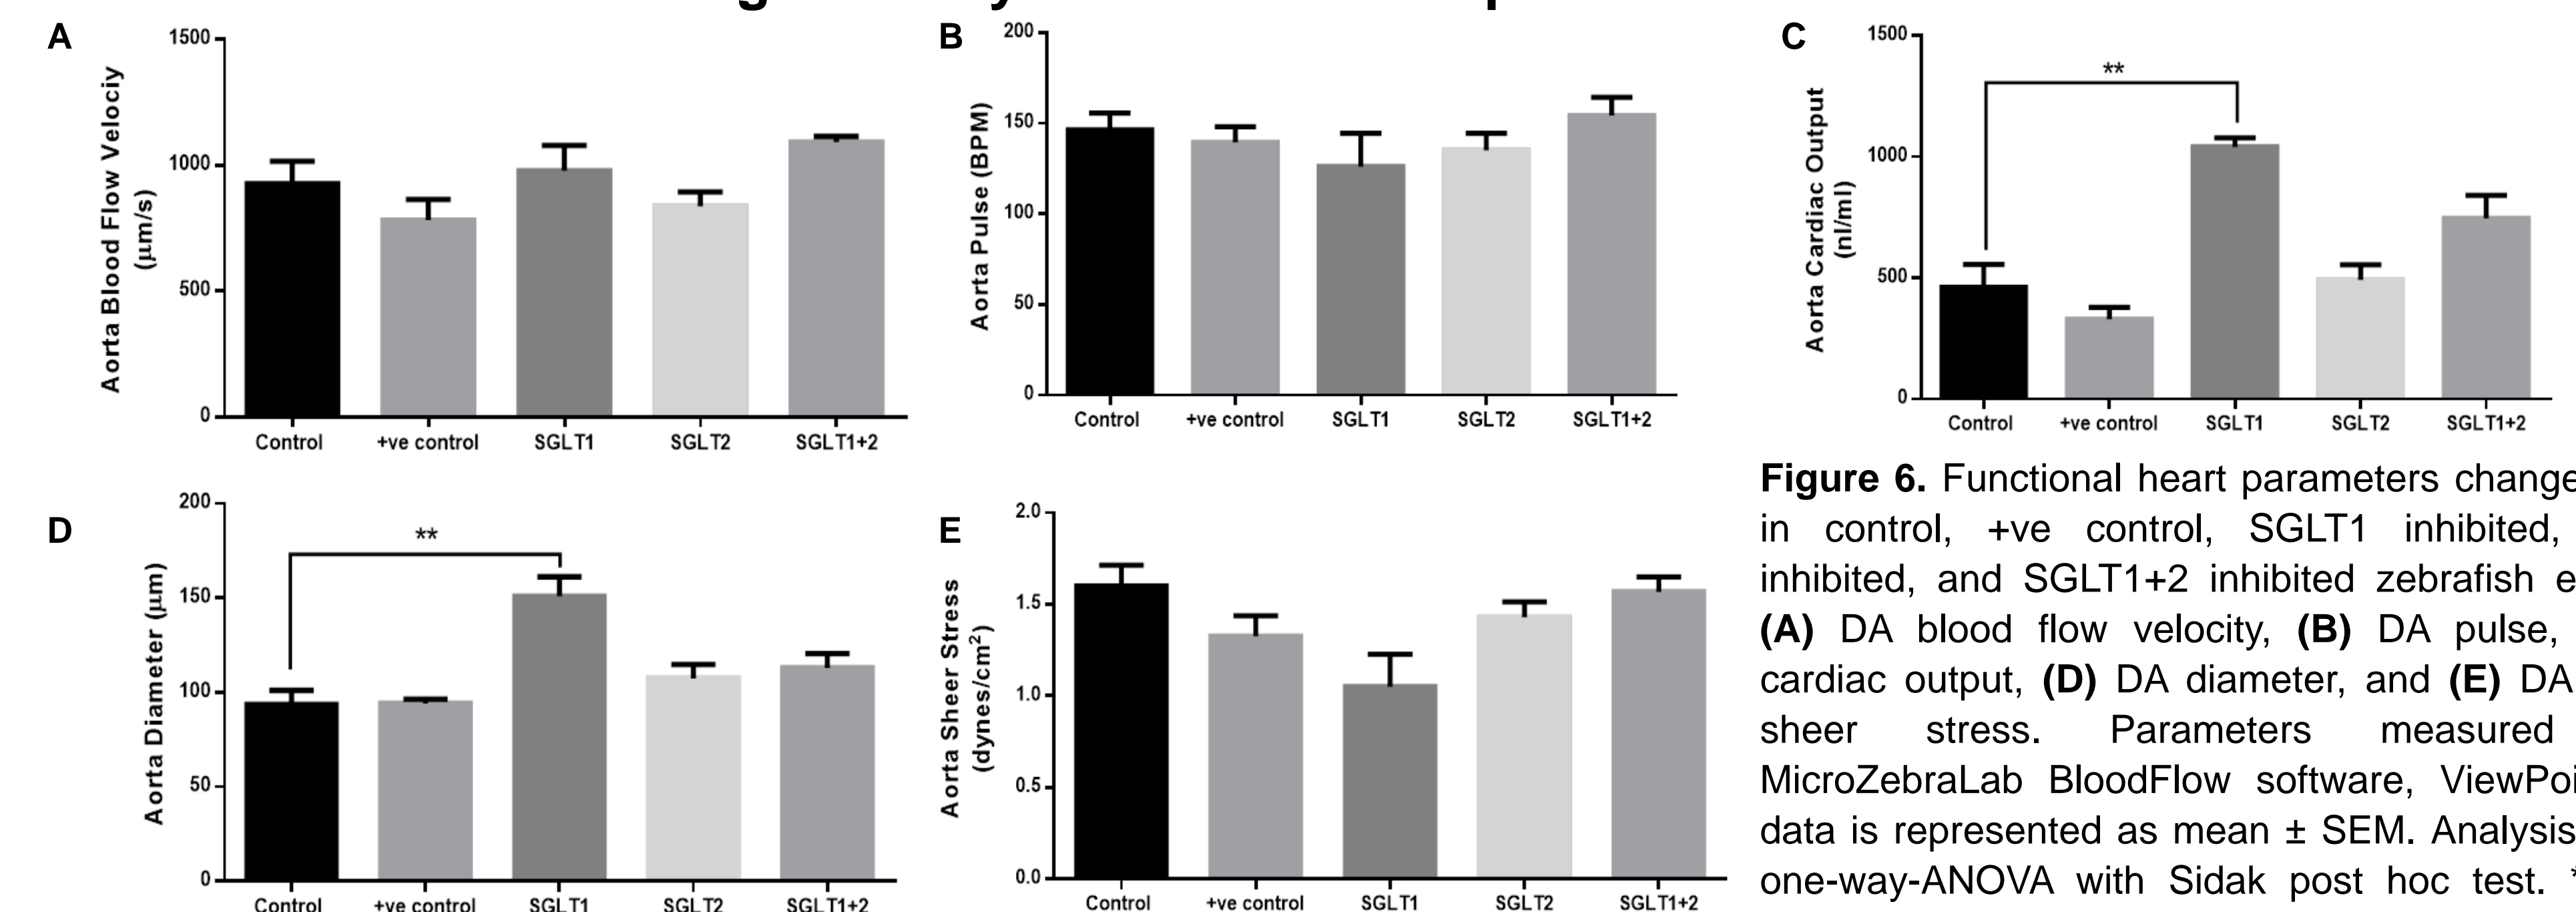 A
Aorta Blood Flow Velociy
(μm/s)
1500
1000
500
0
Control +ve control SGLT1 SGLT2 SGLT1+2
B
Aorta Pulse (BPM)
200
150
100
50
0
Control +ve control SGLT1 SGLT2 SGLT1+2
C
Aorta Cardiac Output
(nl/ml)
1500
1000
500
0
**
Control +ve control SGLT1 SGLT2 SGLT1+2
D
Aorta Diameter (μm)
200
150
100
50
0
**
Control +ve control SGLT1 SGLT2 SGLT1+2
E
Aorta Sheer Stress
(dynes/cm²)
2.0
1.5
1.0
0.5
0.0
Control +ve control SGLT1 SGLT2 SGLT1+2
Figure 6. Functional heart parameters change
in control, +ve control, SGLT1 inhibited,
inhibited, and SGLT1+2 inhibited zebrafish e
(A) DA blood flow velocity, (B) DA pulse,
cardiac output, (D) DA diameter, and (E) DA
sheer stress. Parameters measured
MicroZebraLab BloodFlow software, ViewPoi
data is represented as mean ± SEM. Analysis
one-way-ANOVA with Sidak post hoc test. *